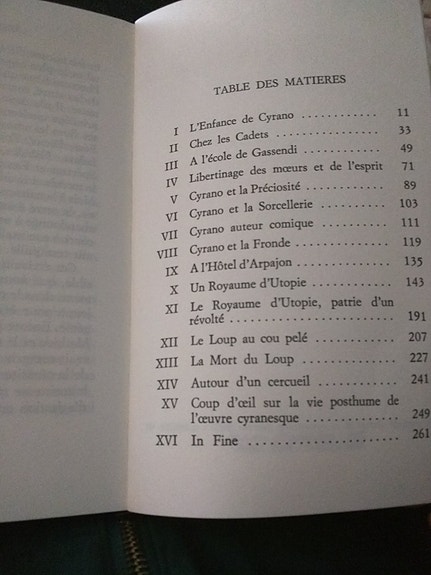 TABLE DES MATIERES
I L'Enfance de Cyrano ........... 11
II Chez les Cadets ............... 33
III A l'école de Gassendi ........... 49
IV Libertinage des mœurs et de l'esprit 71
V Cyrano et la Préciosité ........... 89
VI Cyrano et la Sorcellerie .......... 103
VII Cyrano auteur comique ........... 111
VIII Cyrano et la Fronde ............. 119
IX A l'Hôtel d'Arpajon ............. 135
X Un Royaume d'Utopie ........... 143
XI Le Royaume d'Utopie, patrie d'un
révolté ...................... 191
XII Le Loup au cou pelé ............ 207
XIII La Mort du Loup ............... 227
XIV Autour d'un cercueil ............ 241
XV Coup d'œil sur la vie posthume de
l'œuvre cyranesque ............ 249
XVI In Fine ...................... 261